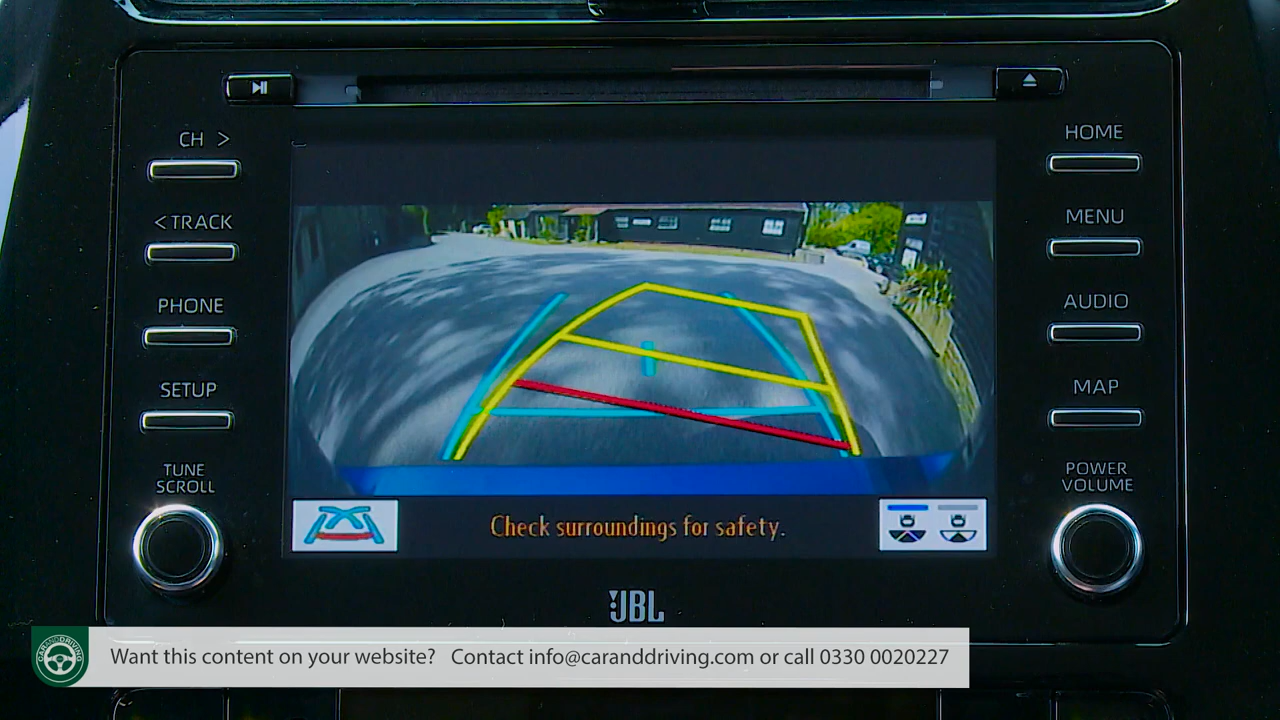 CH >
< TRACK
PHONE
SETUP
TUNE
SCROLL
HOME
MENU
AUDIO
MAP
POWER
VOLUME
Check surroundings for safety.
JBL
CARANDDRIVING
Want this content on your website? Contact info@caranddriving.com or call 0330 0020227